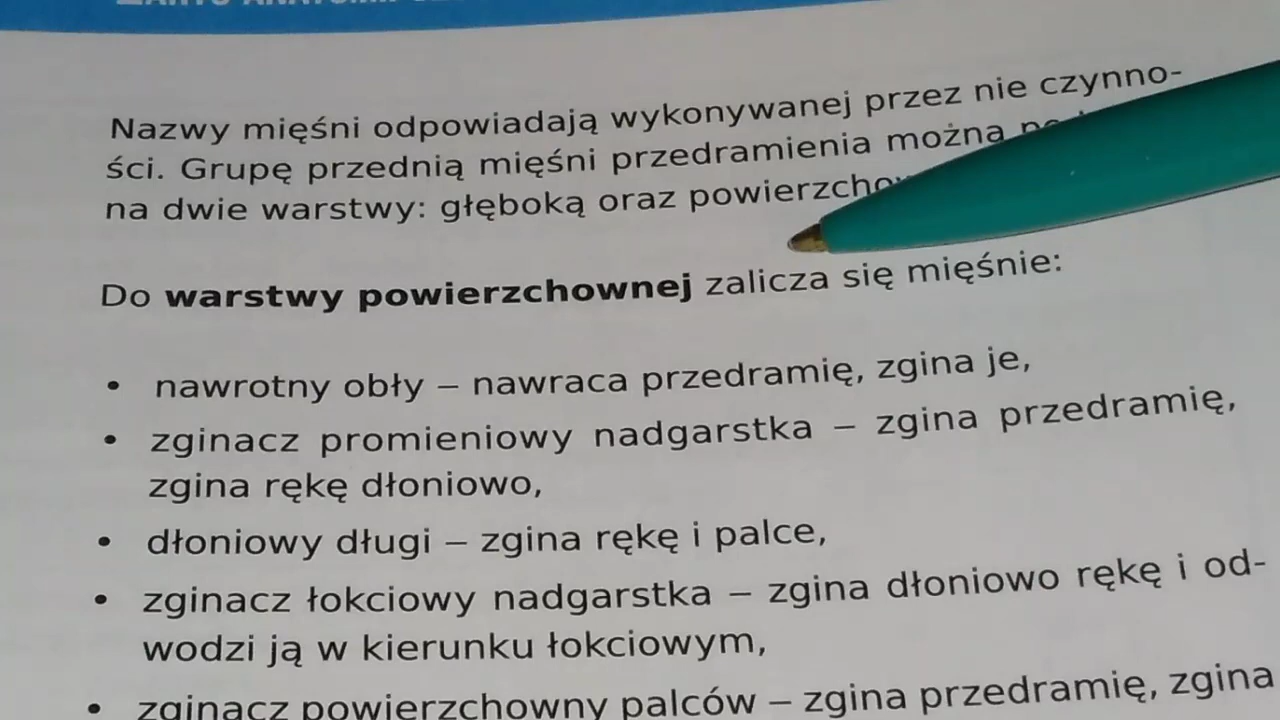 Nazwy mięśni odpowiadają wykonywanej przez nie czynno-
ści. Grupę przednią mięśni przedramienia można
na dwie warstwy: głęboką oraz
Do warstwy powierzchownej zalicza się mięśnie:
• nawrotny obły – nawraca przedramię, zgina je,
• zginacz promieniowy nadgarstka – zgina przedramię,
zgina rękę dłoniowo,
• dłoniowy długi – zgina rękę i palce,
• zginacz łokciowy nadgarstka – zgina dłoniowo rękę i od-
wodzi ją w kierunku łokciowym,
• zginacz powierzchowny palców – zgina przedramię, zgina